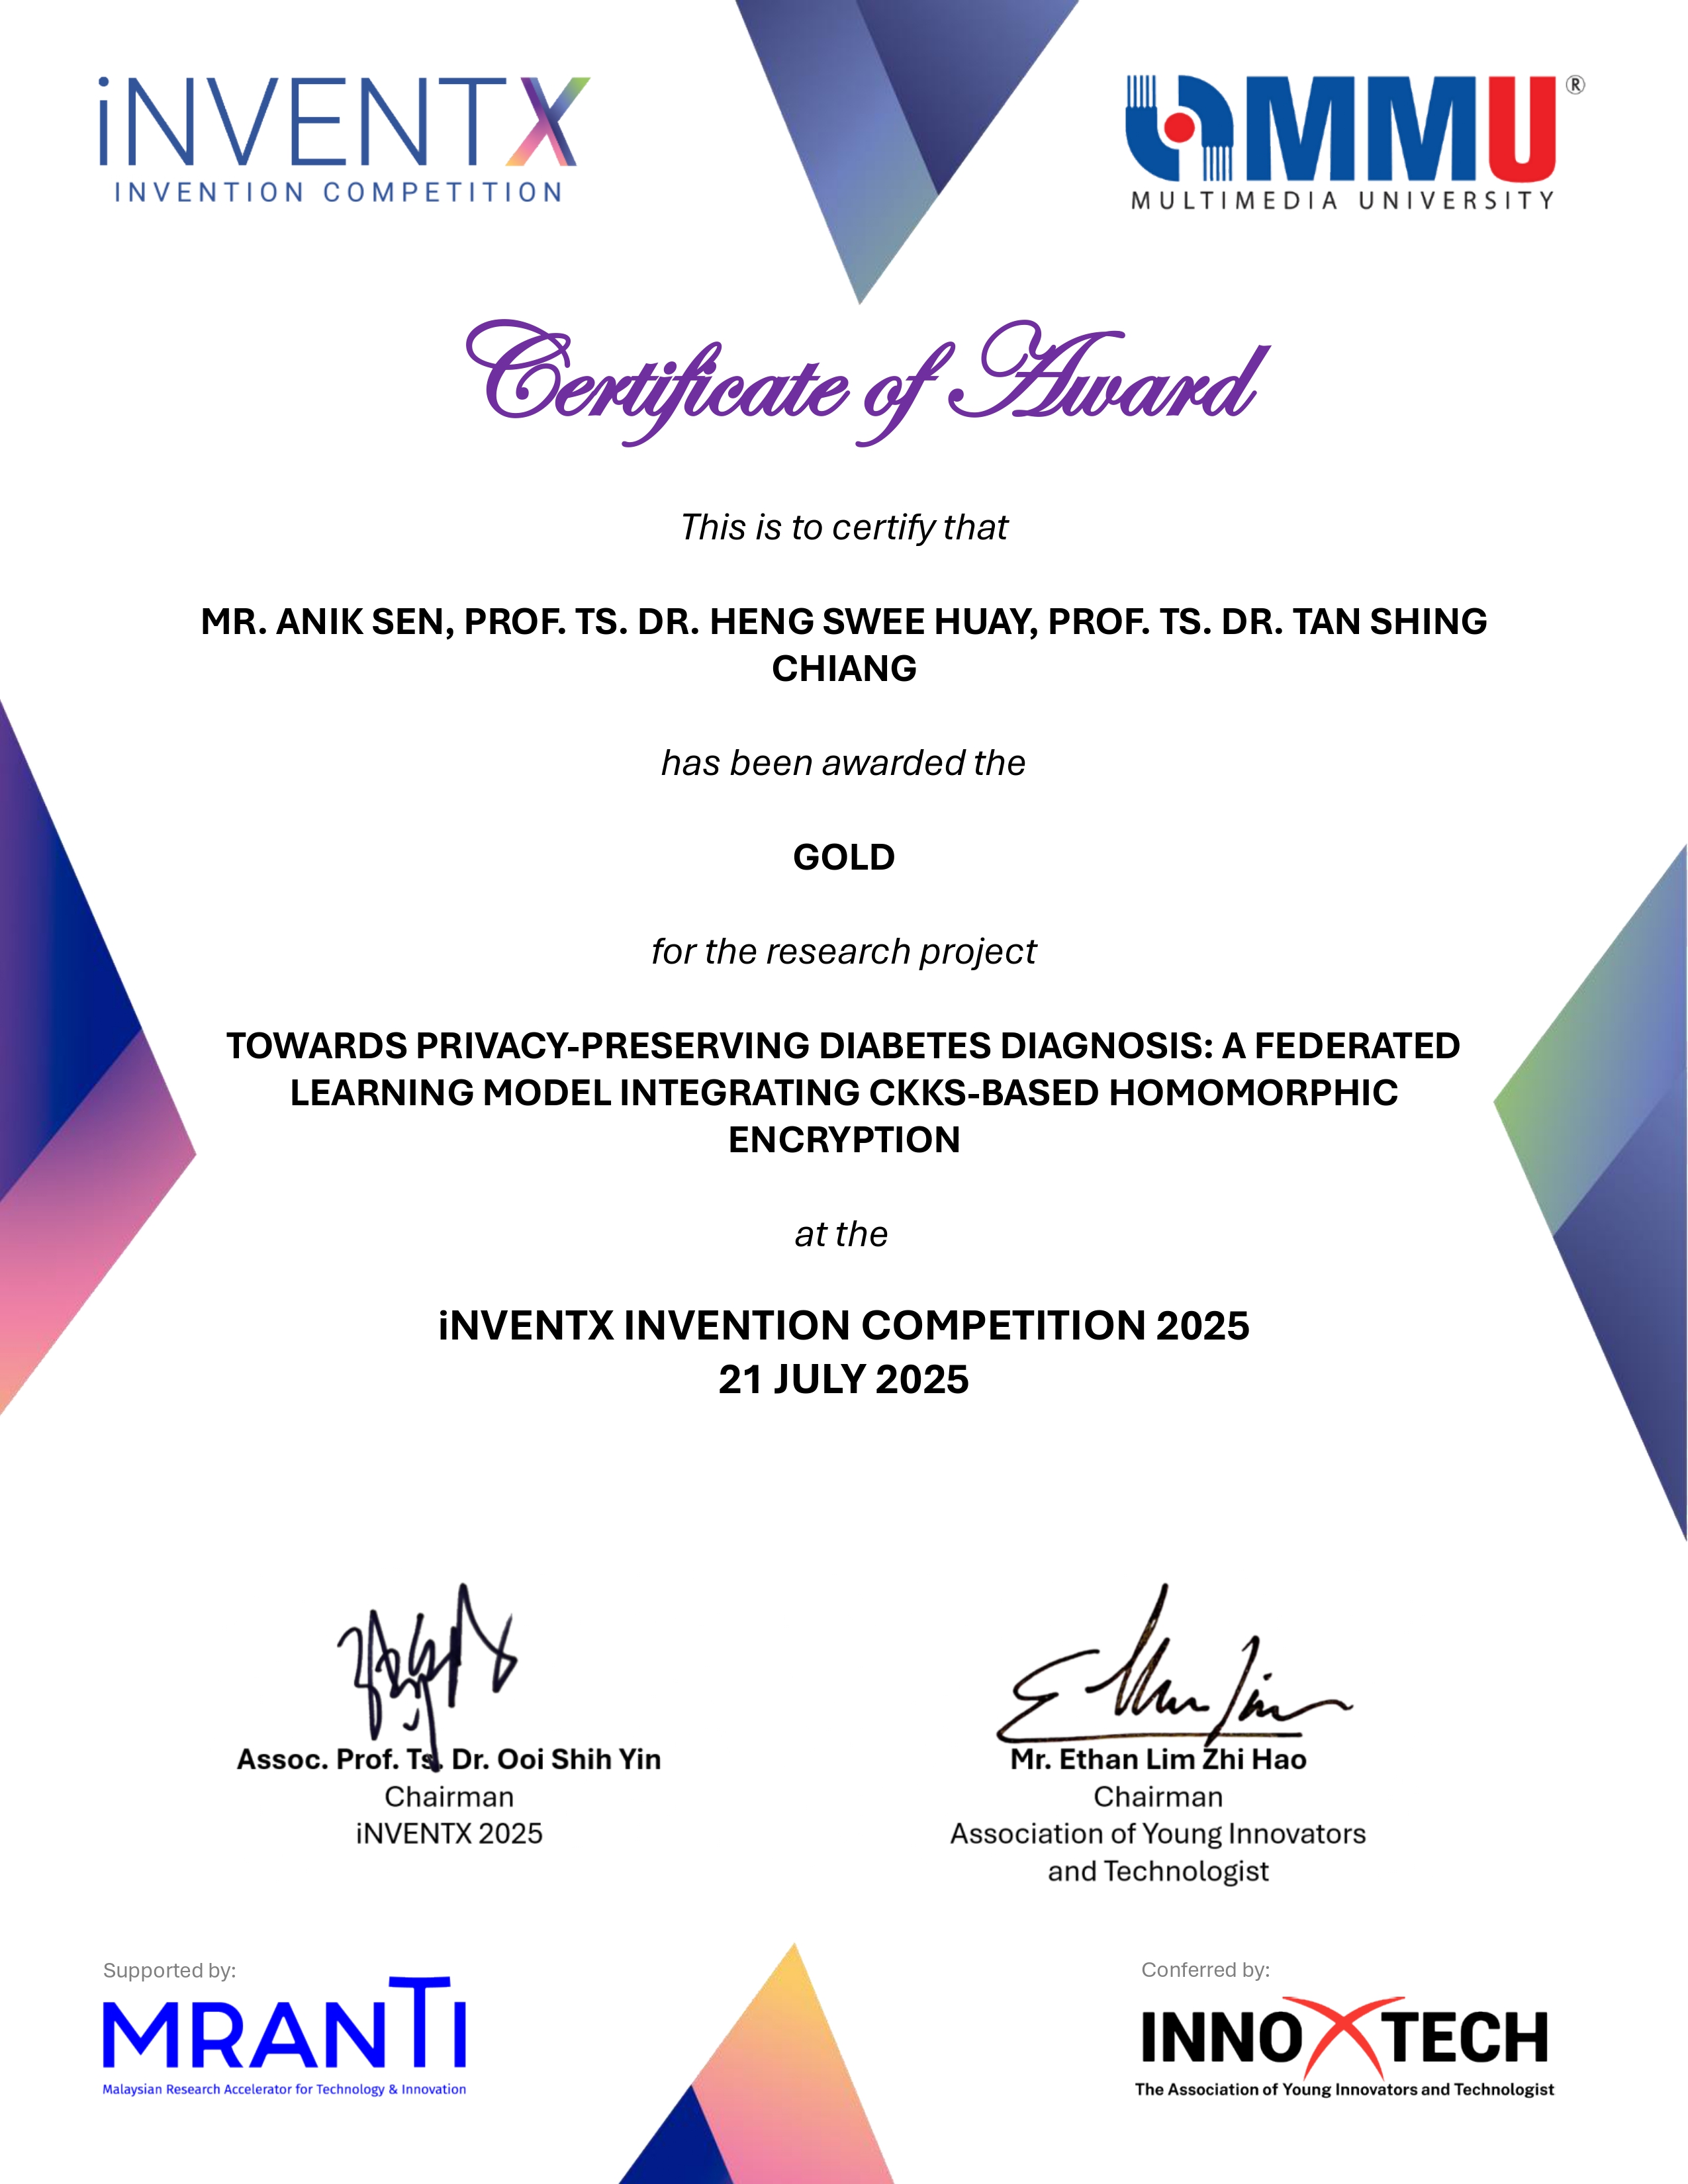 iNVENTX
INVENTION COMPETITION
MMU®
MULTIMEDIA UNIVERSITY
Certificate of Award
This is to certify that
MR. ANIK SEN, PROF. TS. DR. HENG SWEE HUAY, PROF. TS. DR. TAN SHING
CHIANG
has been awarded the
GOLD
for the research project
TOWARDS PRIVACY-PRESERVING DIABETES DIAGNOSIS: A FEDERATED
LEARNING MODEL INTEGRATING CKKS-BASED HOMOMORPHIC
ENCRYPTION
at the
iNVENTX INVENTION COMPETITION 2025
21 JULY 2025
Assoc. Prof. Ts. Dr. Ooi Shih Yin
Chairman
iNVENTX 2025
Ethan Lim
Mr. Ethan Lim Zhi Hao
Chairman
Association of Young Innovators
and Technologist
Supported by:
MRANTI
Malaysian Research Accelerator for Technology & Innovation
Conferred by:
INNOXTECH
The Association of Young Innovators and Technologist